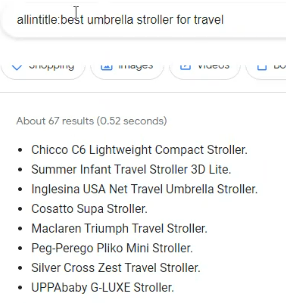 allintitle:best umbrella stroller for travel
Shopping
Images
Videos
About 67 results (0.52 seconds)
Chicco C6 Lightweight Compact Stroller.
Summer Infant Travel Stroller 3D Lite.
Inglesina USA Net Travel Umbrella Stroller.
Cosatto Supa Stroller.
Maclaren Triumph Travel Stroller.
Peg-Perego Pliko Mini Stroller.
Silver Cross Zest Travel Stroller.
UPPAbaby G-LUXE Stroller.